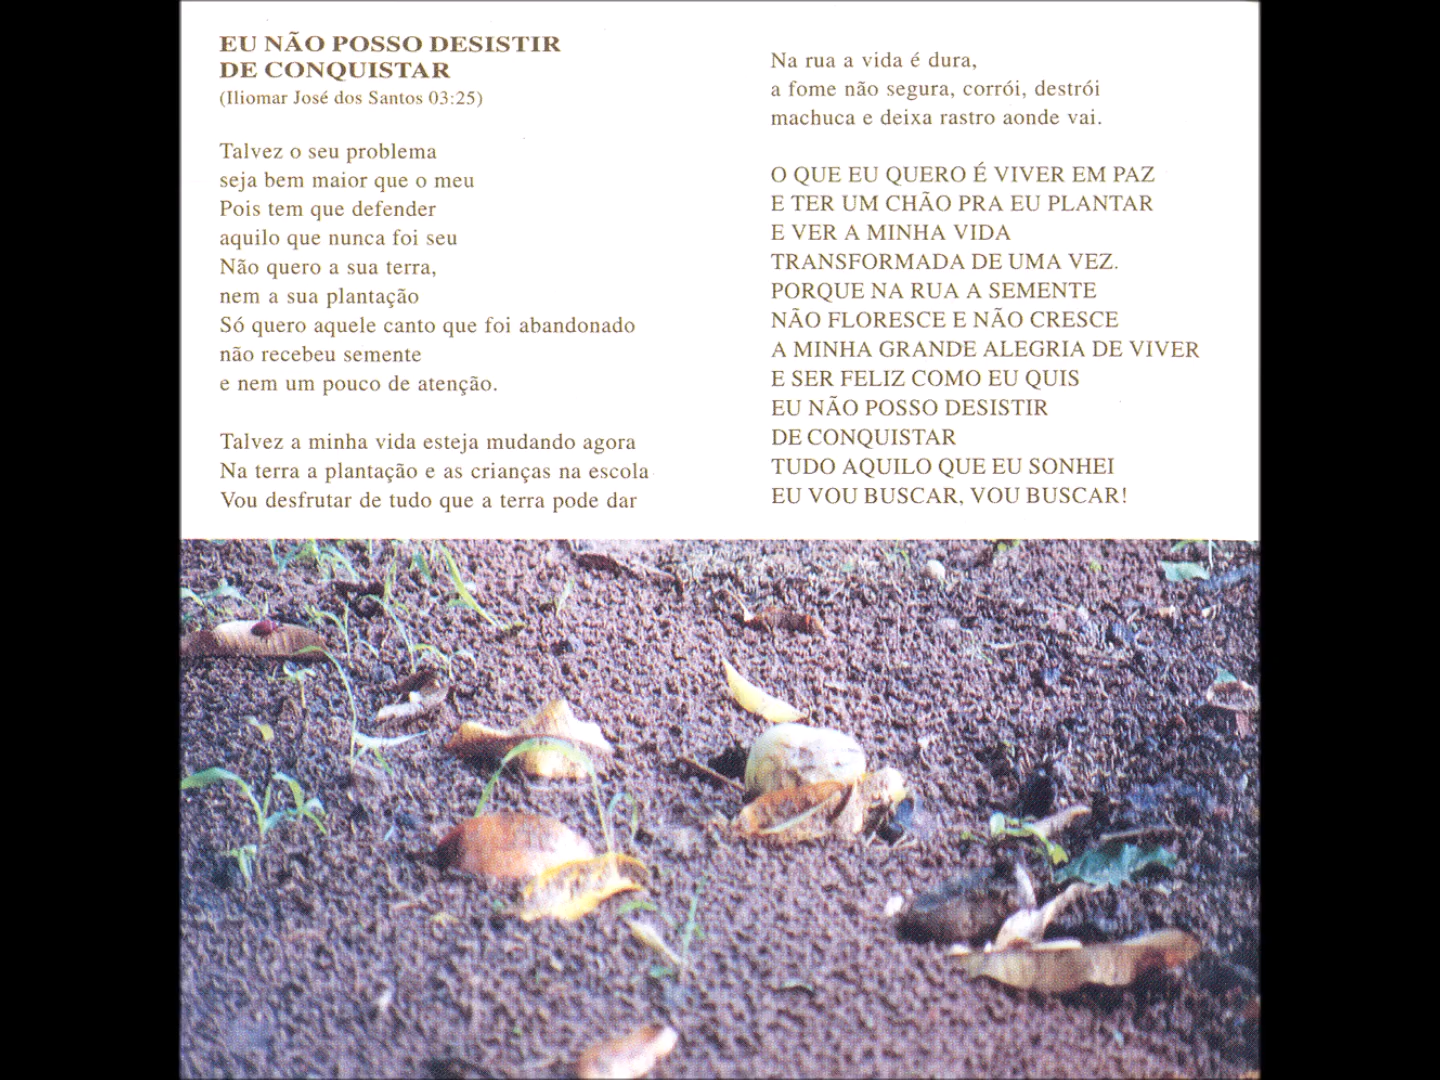 EU NÃO POSSO DESISTIR
DE CONQUISTAR
(Iliomar José dos Santos 03:25)
Talvez o seu problema
seja bem maior que o meu
Pois tem que defender
aquilo que nunca foi seu
Não quero a sua terra,
nem a sua plantação
Só quero aquele canto que foi abandonado
não recebeu semente
e nem um pouco de atenção.
Talvez a minha vida esteja mudando agora
Na terra a plantação e as crianças na escola
Vou desfrutar de tudo que a terra pode dar
Na rua a vida é dura,
a fome não segura, corrói, destrói
machuca e deixa rastro aonde vai.
O QUE EU QUERO É VIVER EM PAZ
E TER UM CHÃO PRA EU PLANTAR
E VER A MINHA VIDA
TRANSFORMADA DE UMA VEZ.
PORQUE NA RUA A SEMENTE
NÃO FLORESCE E NÃO CRESCE
A MINHA GRANDE ALEGRIA DE VIVER
E SER FELIZ COMO EU QUIS
EU NÃO POSSO DESISTIR
DE CONQUISTAR
TUDO AQUILO QUE EU SONHEI
EU VOU BUSCAR, VOU BUSCAR!